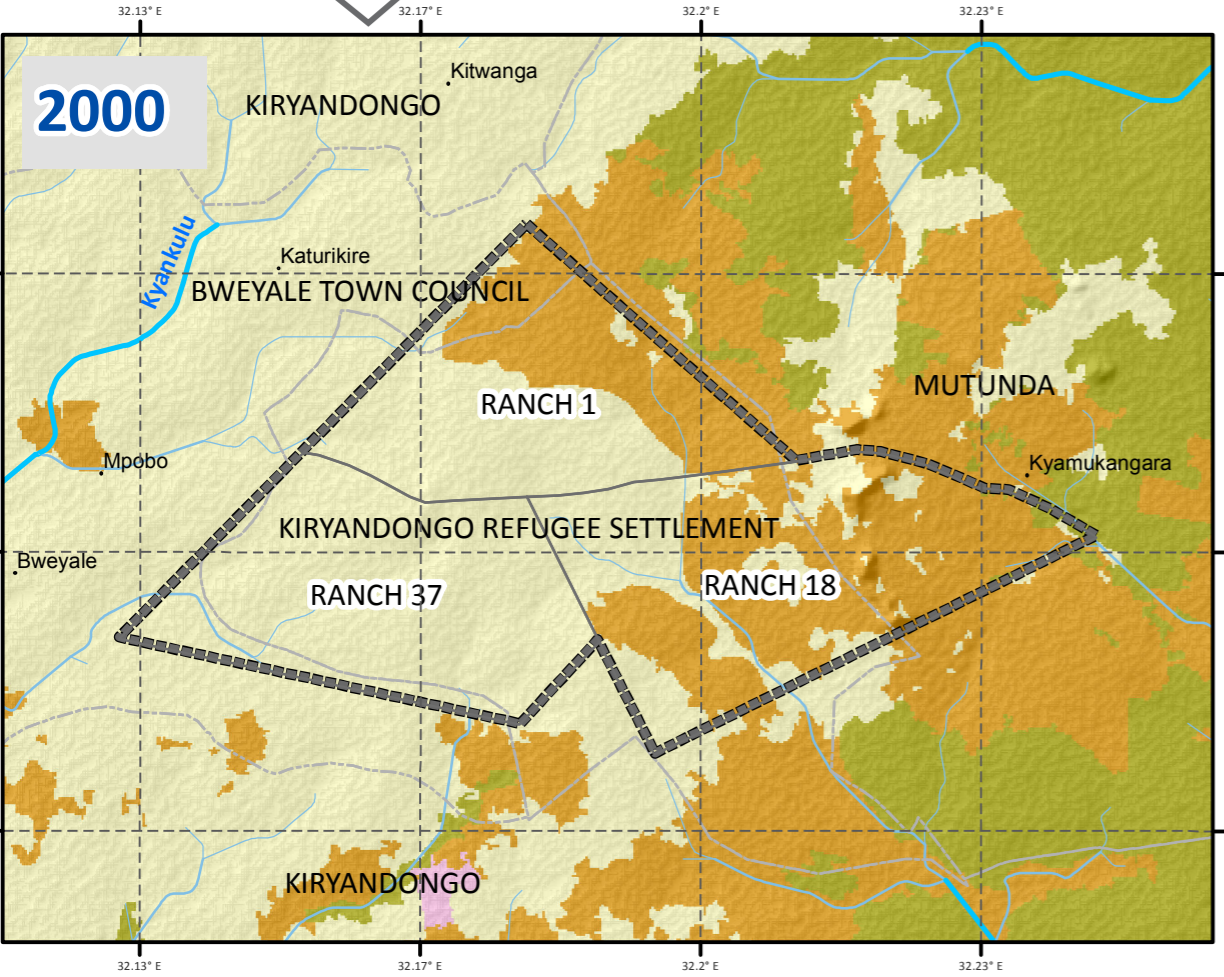 32.13° E
32.17° E
32.2° E
32.23° E
2000
Kitwanga
KIRYANDONGO
Kyankulu
Katurikire
BWEYALE TOWN COUNCIL
MUTUNDA
RANCH 1
Mpobo
Kyamukangara
KIRYANDONGO REFUGEE SETTLEMENT
Bweyale
RANCH 37
RANCH 18
KIRYANDONGO
32.13° E
32.17° E
32.2° E
32.23° E